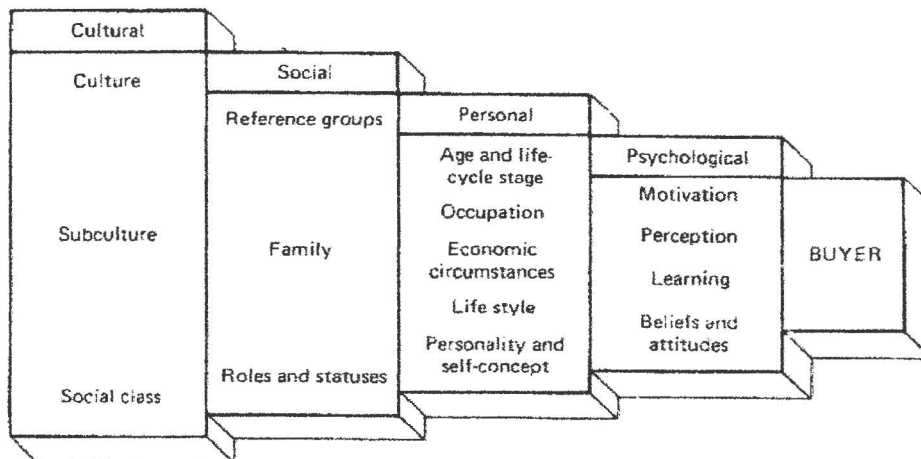 Cultural
Culture
Subculture
Social class
Social
Reference groups
Family
Roles and statuses
Personal
Age and life-
cycle stage
Occupation
Economic
circumstances
Life style
Personality and
self-concept
Psychological
Motivation
Perception
Learning
Beliefs and
attitudes
BUYER